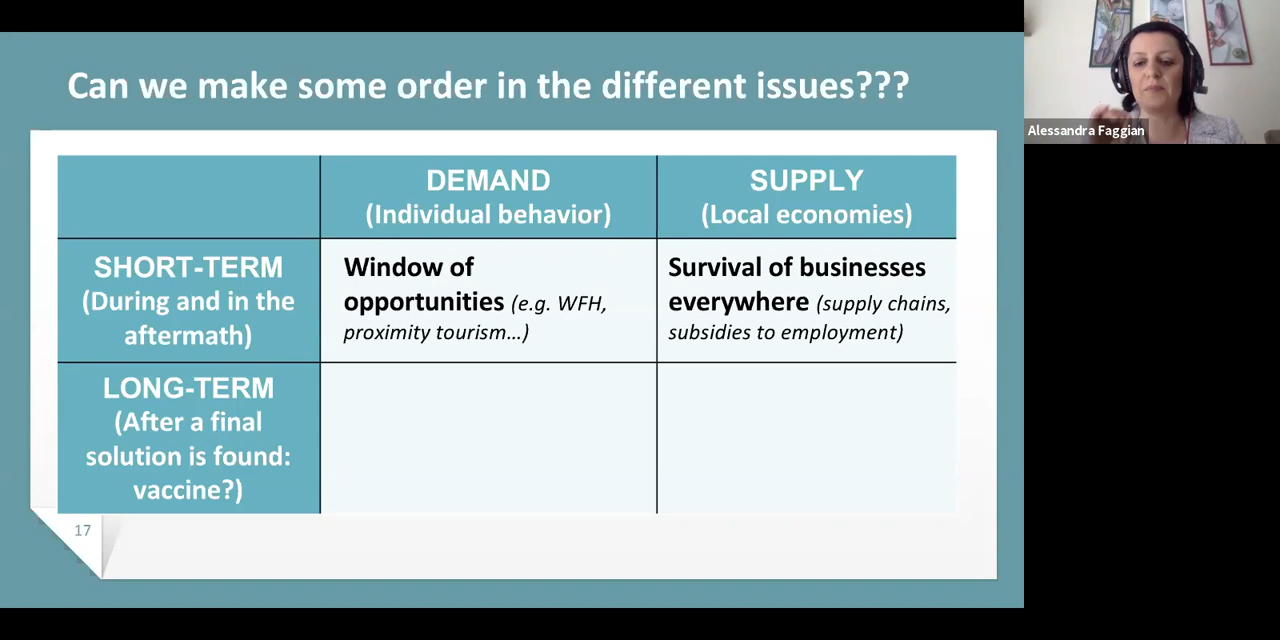 Can we make some order in the different issues???
Alessandra Faggian
DEMAND
(Individual behavior)
SUPPLY
(Local economies)
SHORT-TERM
(During and in the
aftermath)
Window of
opportunities (e.g. WFH,
proximity tourism…)
Survival of businesses
everywhere (supply chains,
subsidies to employment)
LONG-TERM
(After a final
solution is found:
vaccine?)
17